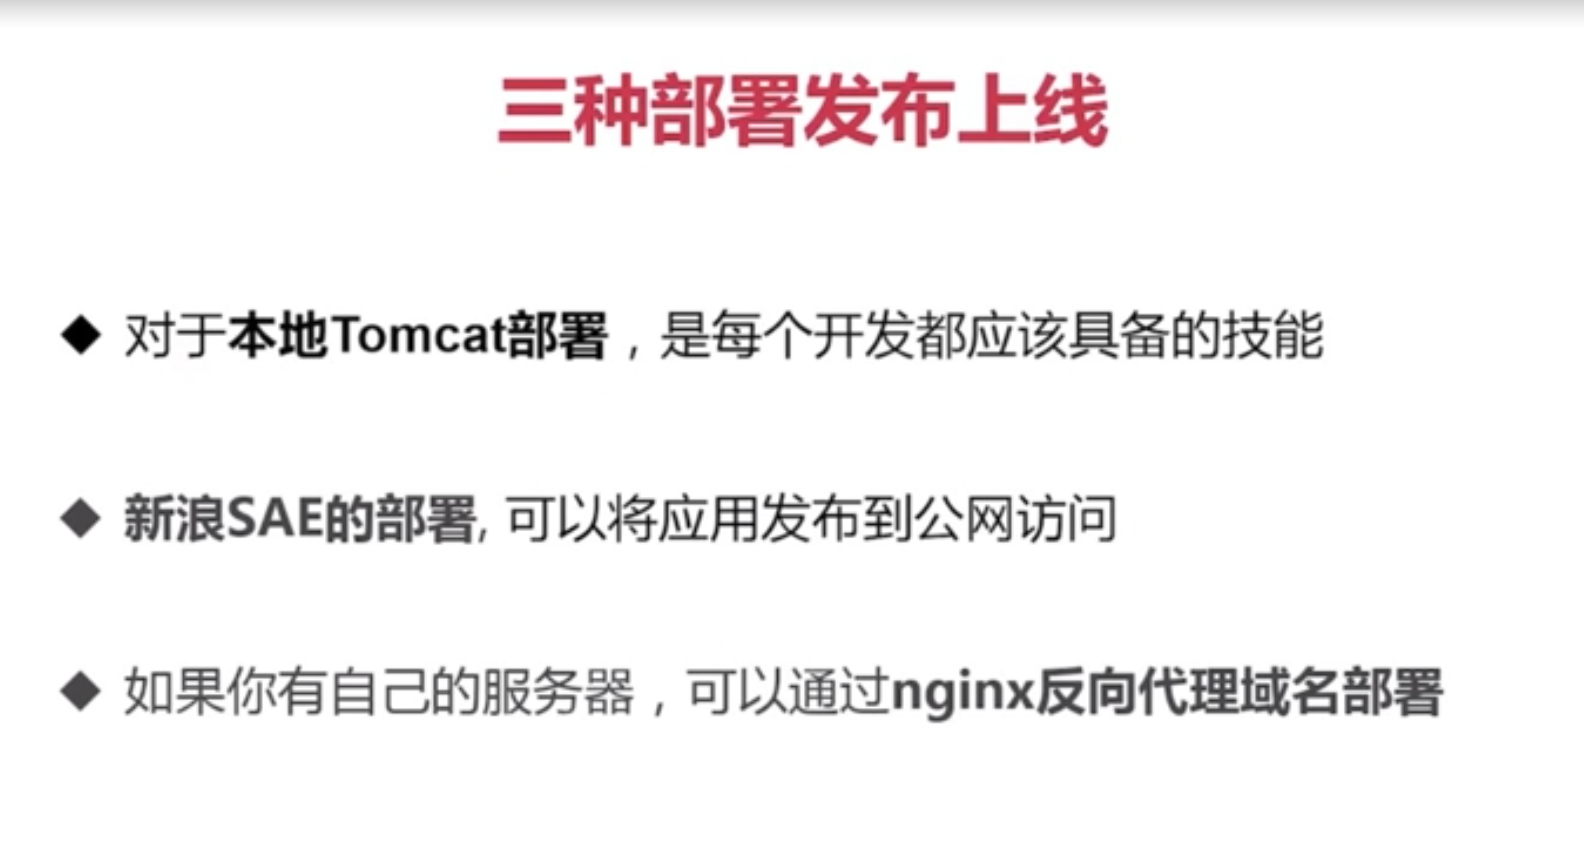 三种部署发布上线
◆ 对于本地Tomcat部署，是每个开发都应该具备的技能
◆ 新浪SAE的部署, 可以将应用发布到公网访问
◆ 如果你有自己的服务器，可以通过nginx反向代理域名部署